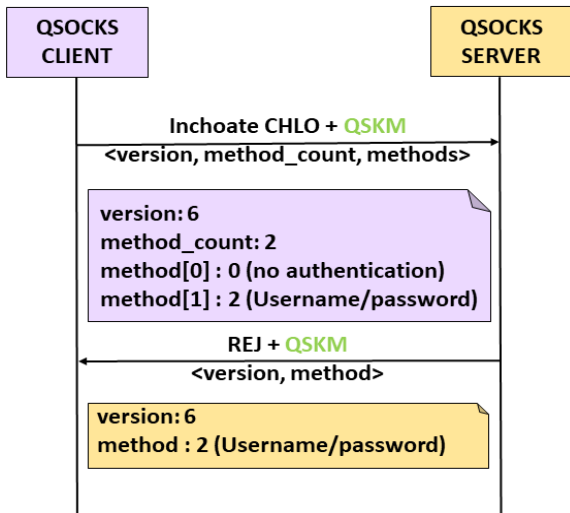 QSOCKS
CLIENT
QSOCKS
SERVER
Inchoate CHLO + QSKM
<version, method_count, methods>
version: 6
method_count: 2
method[0] : 0 (no authentication)
method[1] : 2 (Username/password)
REJ + QSKM
<version, method>
version: 6
method : 2 (Username/password)